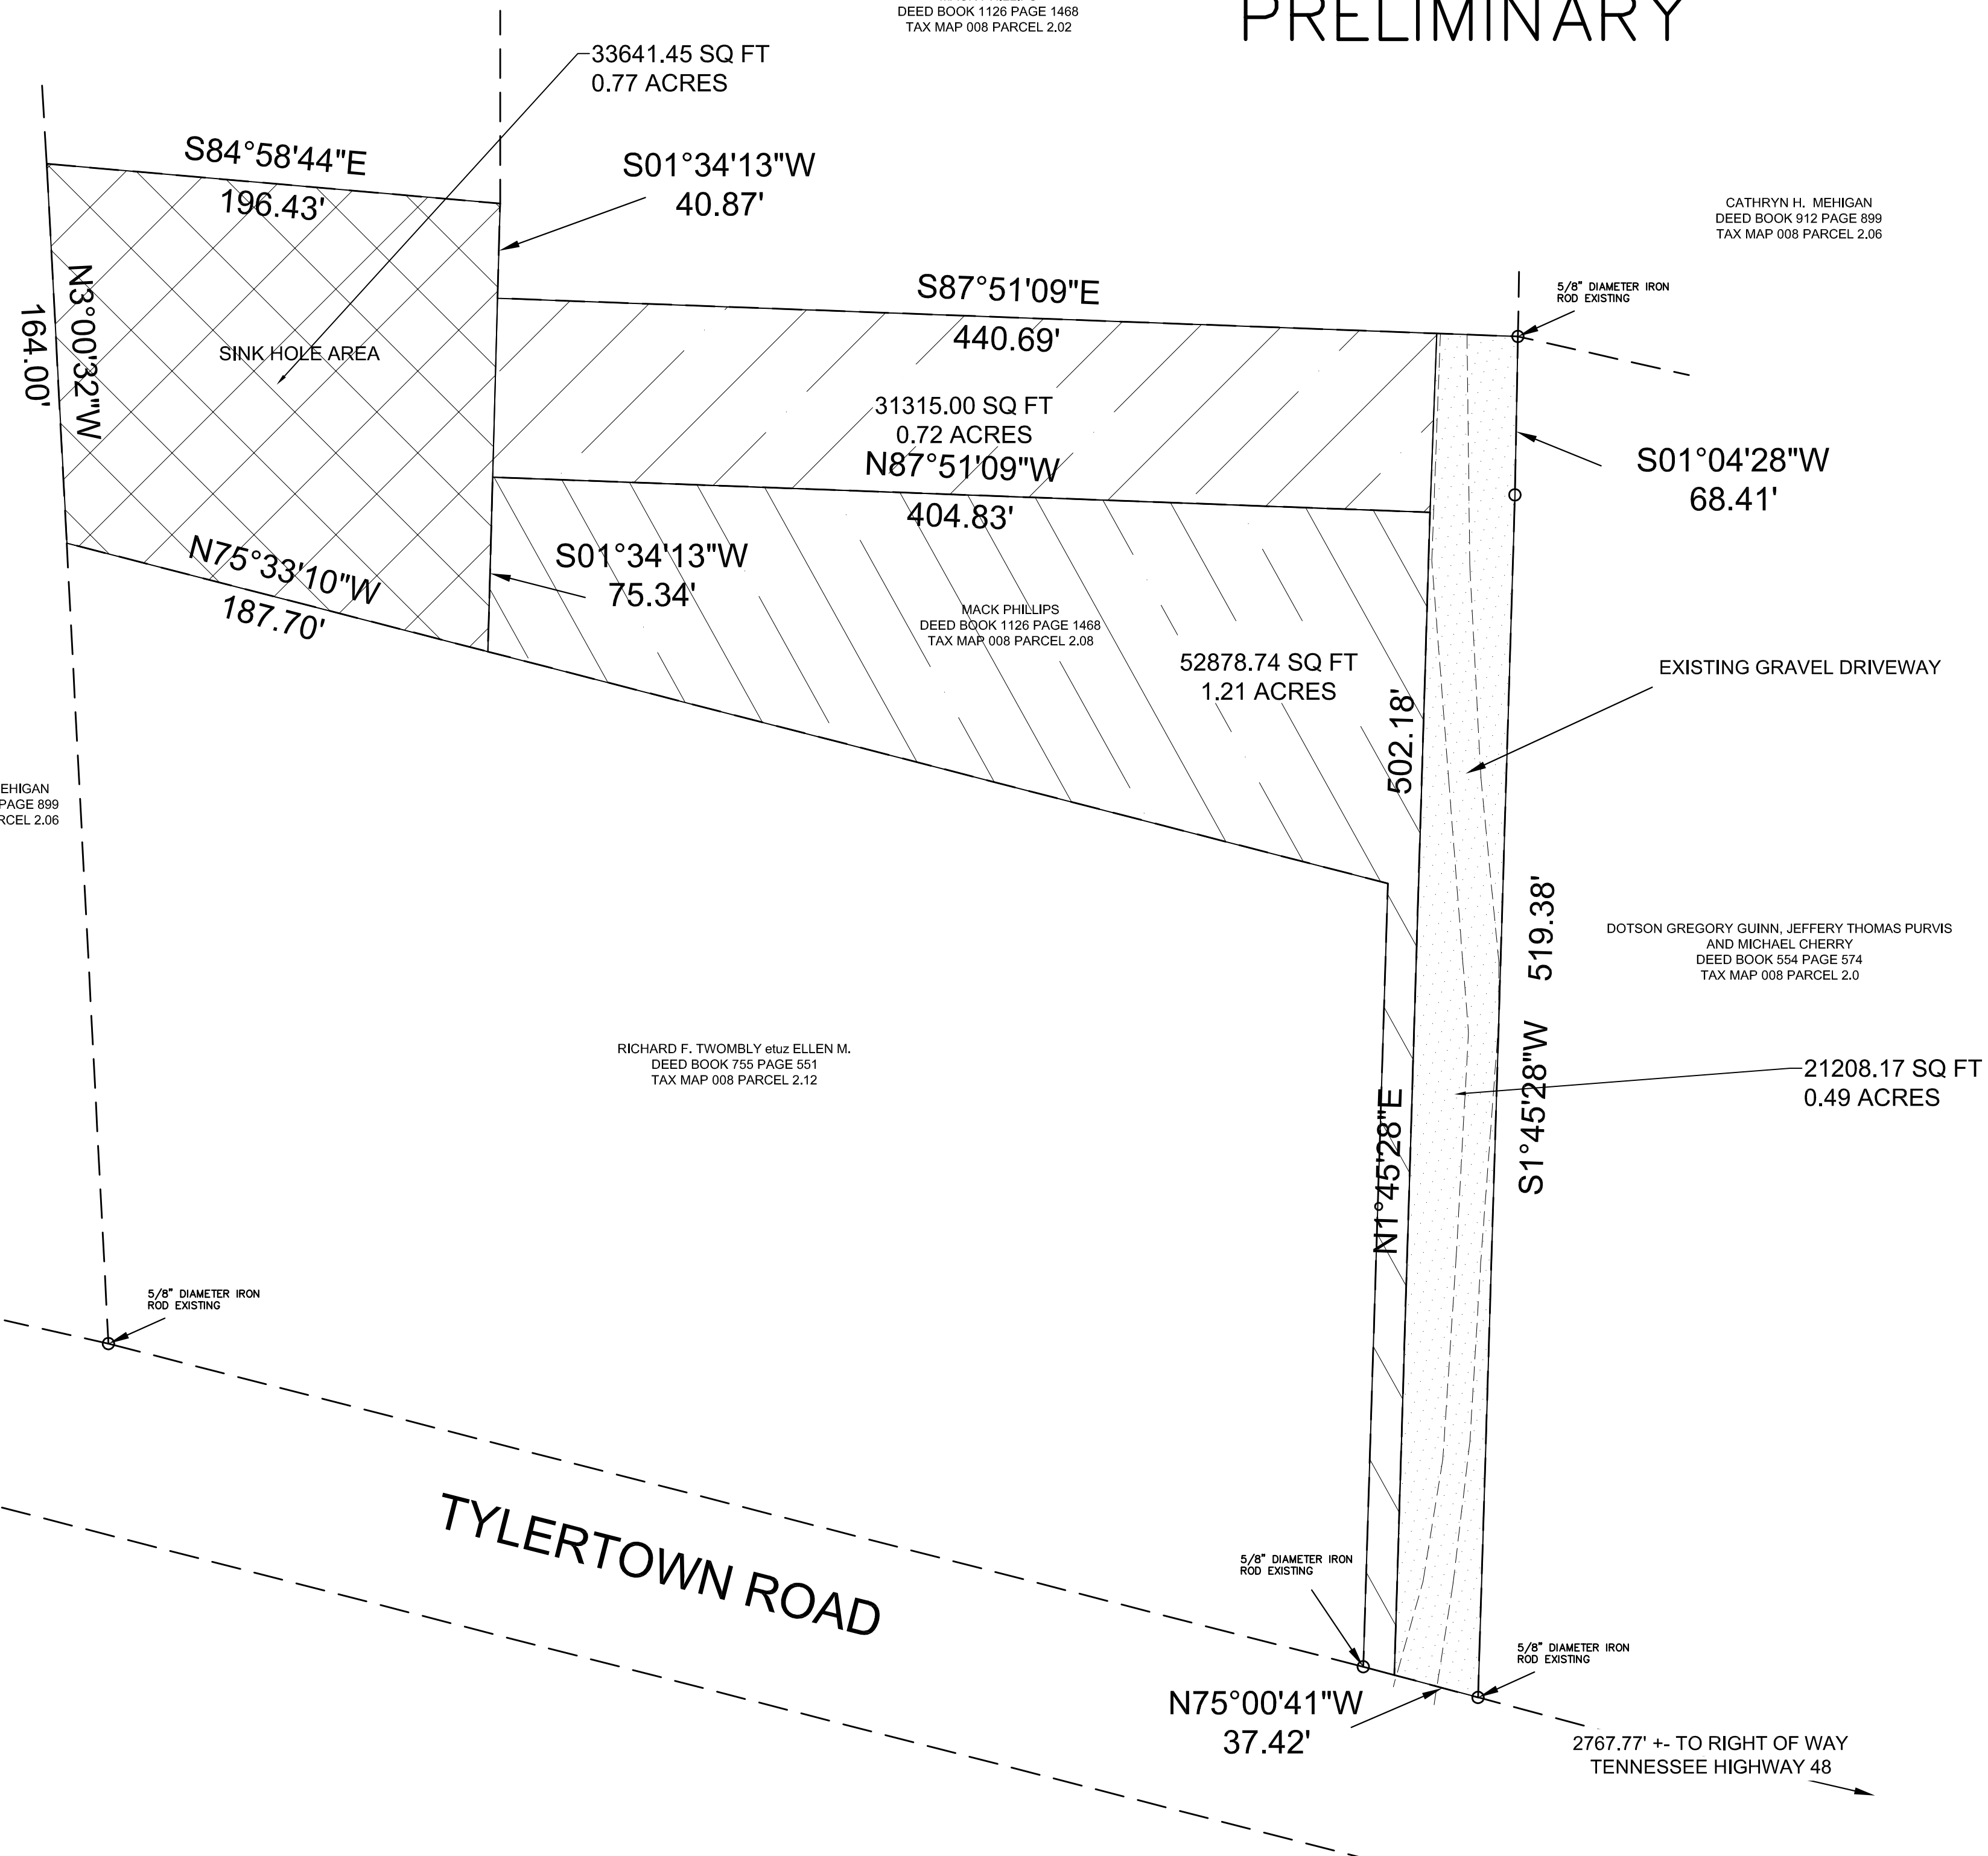 DEED BOOK 1126 PAGE 1468
TAX MAP 008 PARCEL 2.02
PRELIMINARY
33641.45 SQ FT
0.77 ACRES
S84°58'44"E
196.43'
S01°34'13"W
40.87'
CATHRYN H. MEHIGAN
DEED BOOK 912 PAGE 899
TAX MAP 008 PARCEL 2.06
N3°00'32"W
164.00'
SINK HOLE AREA
S87°51'09"E
440.69'
5/8" DIAMETER IRON
ROD EXISTING
31315.00 SQ FT
0.72 ACRES
N87°51'09"W
404.83'
S01°04'28"W
68.41'
N75°33'10"W
187.70'
S01°34'13"W
75.34'
MACK PHILLIPS
DEED BOOK 1126 PAGE 1468
TAX MAP 008 PARCEL 2.08
52878.74 SQ FT
1.21 ACRES
502.18'
EXISTING GRAVEL DRIVEWAY
EHIGAN
PAGE 899
RCEL 2.06
519.38'
S1°45'28"W
DOTSON GREGORY GUINN, JEFFERY THOMAS PURVIS
AND MICHAEL CHERRY
DEED BOOK 554 PAGE 574
TAX MAP 008 PARCEL 2.0
RICHARD F. TWOMBLY etuz ELLEN M.
DEED BOOK 755 PAGE 551
TAX MAP 008 PARCEL 2.12
N1°45'28"E
21208.17 SQ FT
0.49 ACRES
5/8" DIAMETER IRON
ROD EXISTING
TYLERTOWN ROAD
5/8" DIAMETER IRON
ROD EXISTING
5/8" DIAMETER IRON
ROD EXISTING
N75°00'41"W
37.42'
2767.77' +- TO RIGHT OF WAY
TENNESSEE HIGHWAY 48